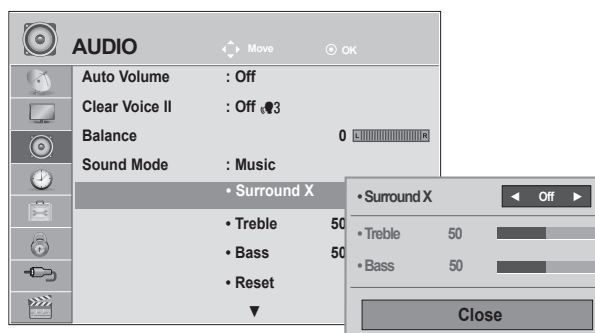 AUDIO Move OK
Auto Volume : Off
Clear Voice II : Off 3
Balance 0 L R
Sound Mode : Music
• Surround X
• Treble 50
• Bass 50
• Reset
▼
• Surround X ◄ Off ►
• Treble 50
• Bass 50
Close